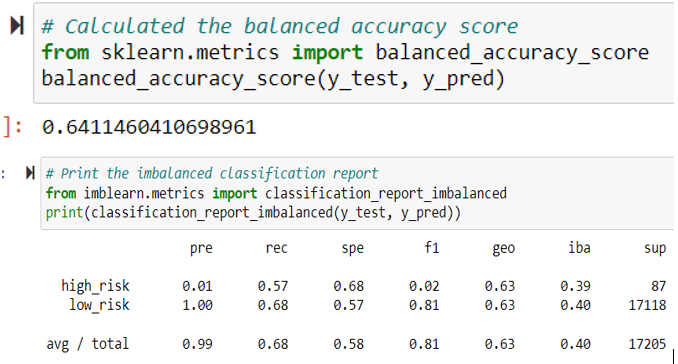 # Calculated the balanced accuracy score
from sklearn.metrics import balanced_accuracy_score
balanced_accuracy_score(y_test, y_pred)
]: 0.6411460410698961
: # Print the imbalanced classification report
from imblearn.metrics import classification_report_imbalanced
print(classification_report_imbalanced(y_test, y_pred))
pre rec spe f1 geo iba sup
high_risk 0.01 0.57 0.68 0.02 0.63 0.39 87
low_risk 1.00 0.68 0.57 0.81 0.63 0.40 17118
avg / total 0.99 0.68 0.58 0.81 0.63 0.40 17205